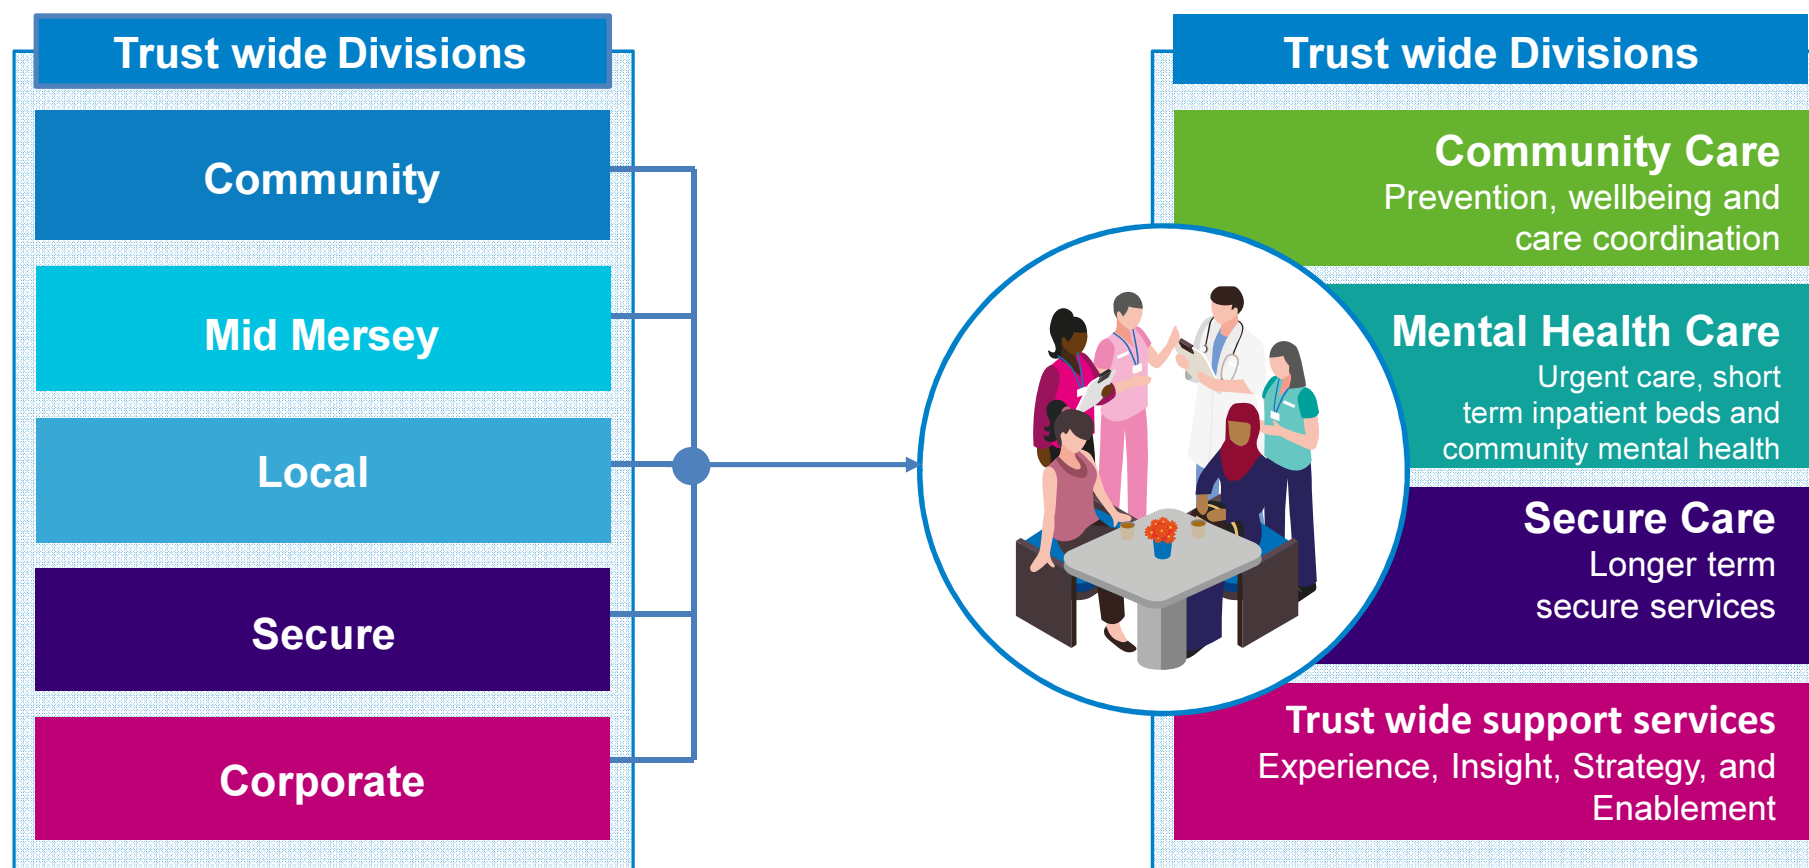 Trust wide Divisions
Community
Mid Mersey
Local
Secure
Corporate
Trust wide Divisions
Community Care
Prevention, wellbeing and
care coordination
Mental Health Care
Urgent care, short
term inpatient beds and
community mental health
Secure Care
Longer term
secure services
Trust wide support services
Experience, Insight, Strategy, and
Enablement